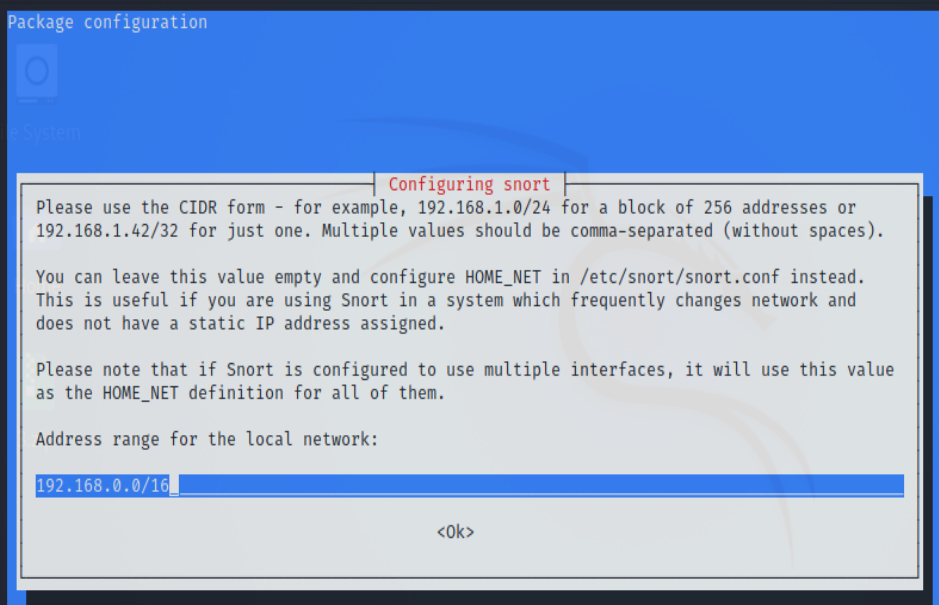 Package configuration
System
Configuring snort
Please use the CIDR form - for example, 192.168.1.0/24 for a block of 256 addresses or
192.168.1.42/32 for just one. Multiple values should be comma-separated (without spaces).
You can leave this value empty and configure HOME_NET in /etc/snort/snort.conf instead.
This is useful if you are using Snort in a system which frequently changes network and
does not have a static IP address assigned.
Please note that if Snort is configured to use multiple interfaces, it will use this value
as the HOME_NET definition for all of them.
Address range for the local network:
192.168.0.0/16
<Ok>